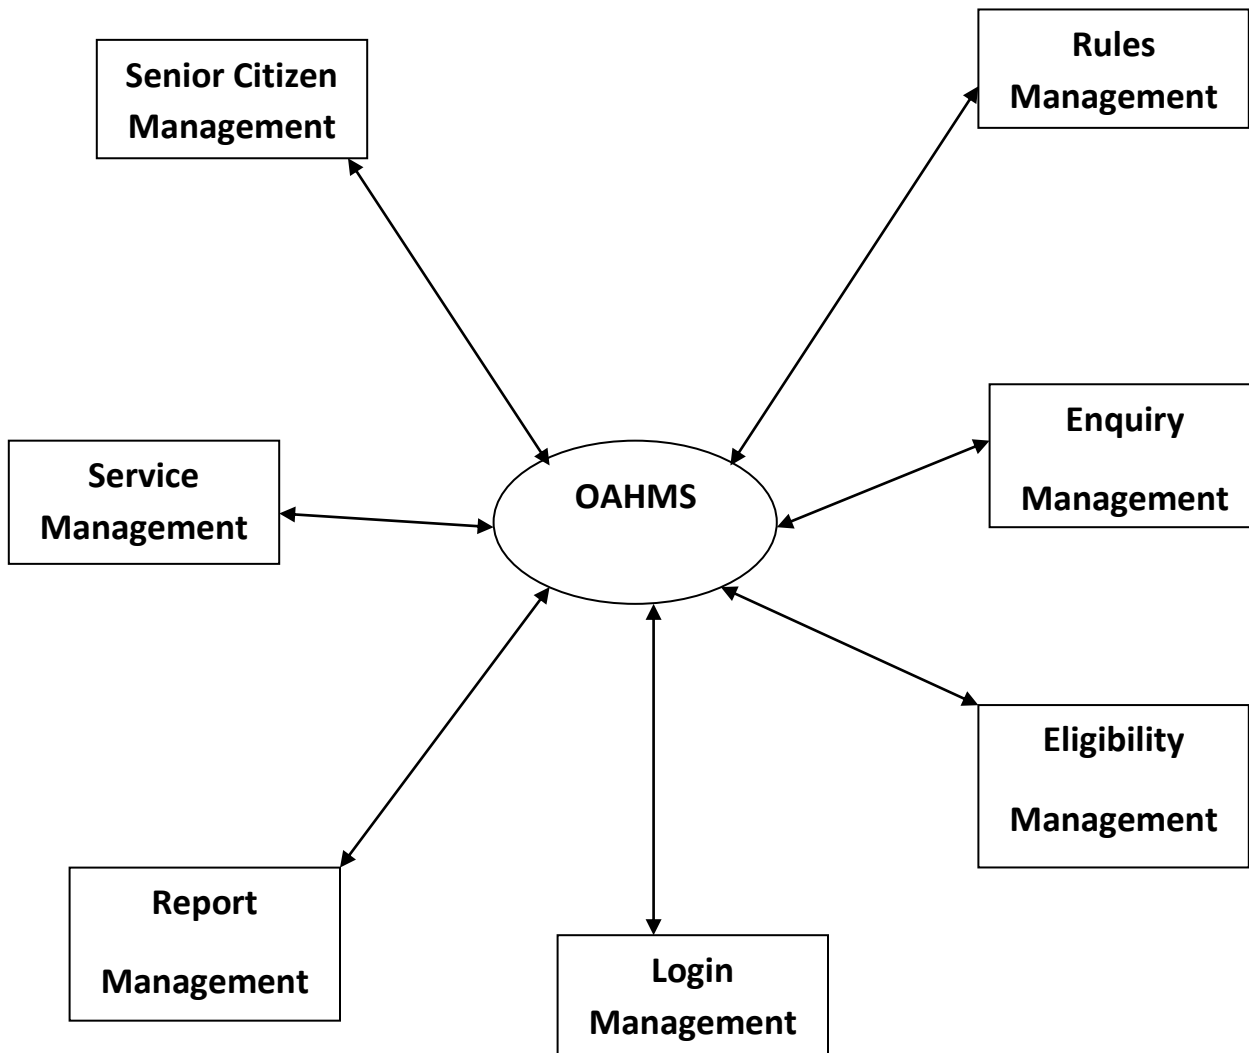 Senior Citizen
Management
Rules
Management
Enquiry
Management
Service
Management
OAHMS
Eligibility
Management
Report
Management
Login
Management